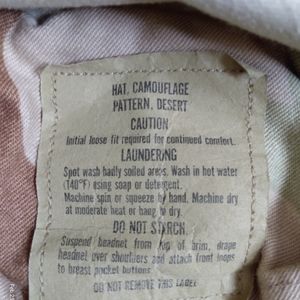 HAT, CAMOUFLAGE
PATTERN, DESERT
CAUTION
Initial loose fit required for continued comfort.
LAUNDERING
Spot wash badly soiled areas. Wash in hot water
(140°F) using soap or detergent.
Machine spin or squeeze by hand. Machine dry
at moderate heat or hang to dry.
DO NOT STARCH.
Suspend headnet from top of brim, drape
headnet over shoulders and attach front loops
to breast pocket buttons.
DO NOT REMOVE THIS LABEL